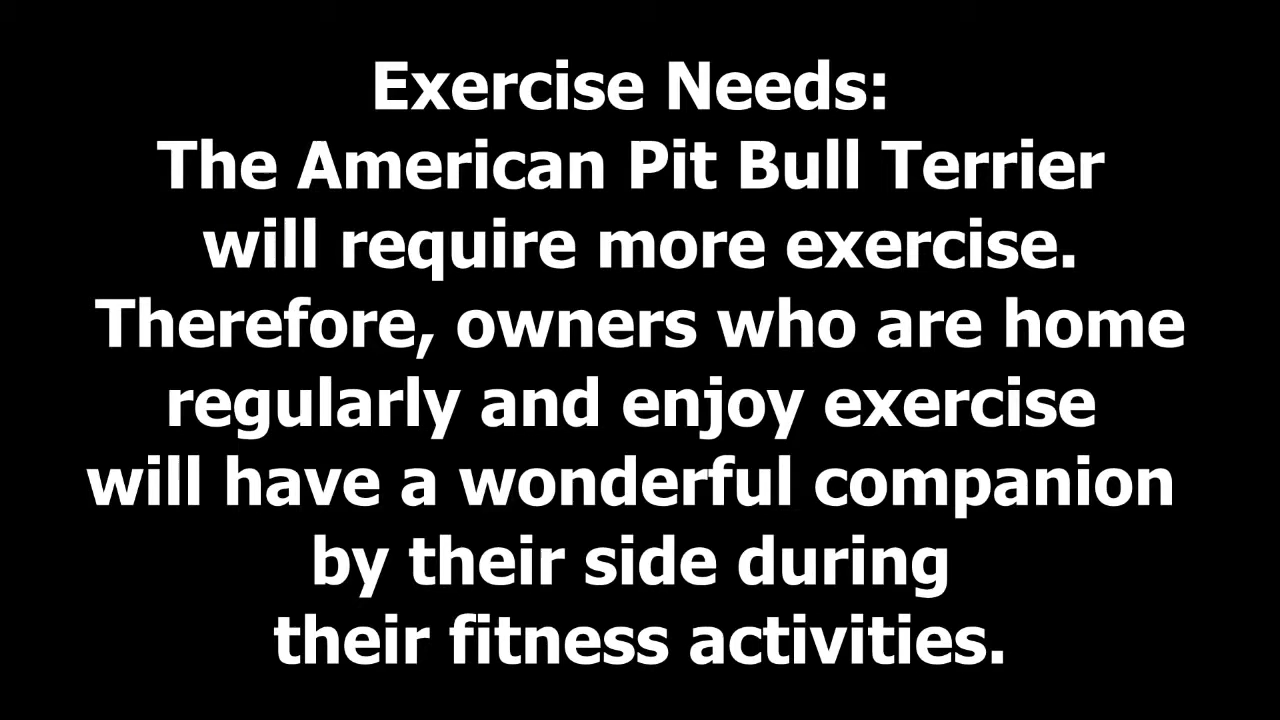 Exercise Needs:
The American Pit Bull Terrier
will require more exercise.
Therefore, owners who are home
regularly and enjoy exercise
will have a wonderful companion
by their side during
their fitness activities.